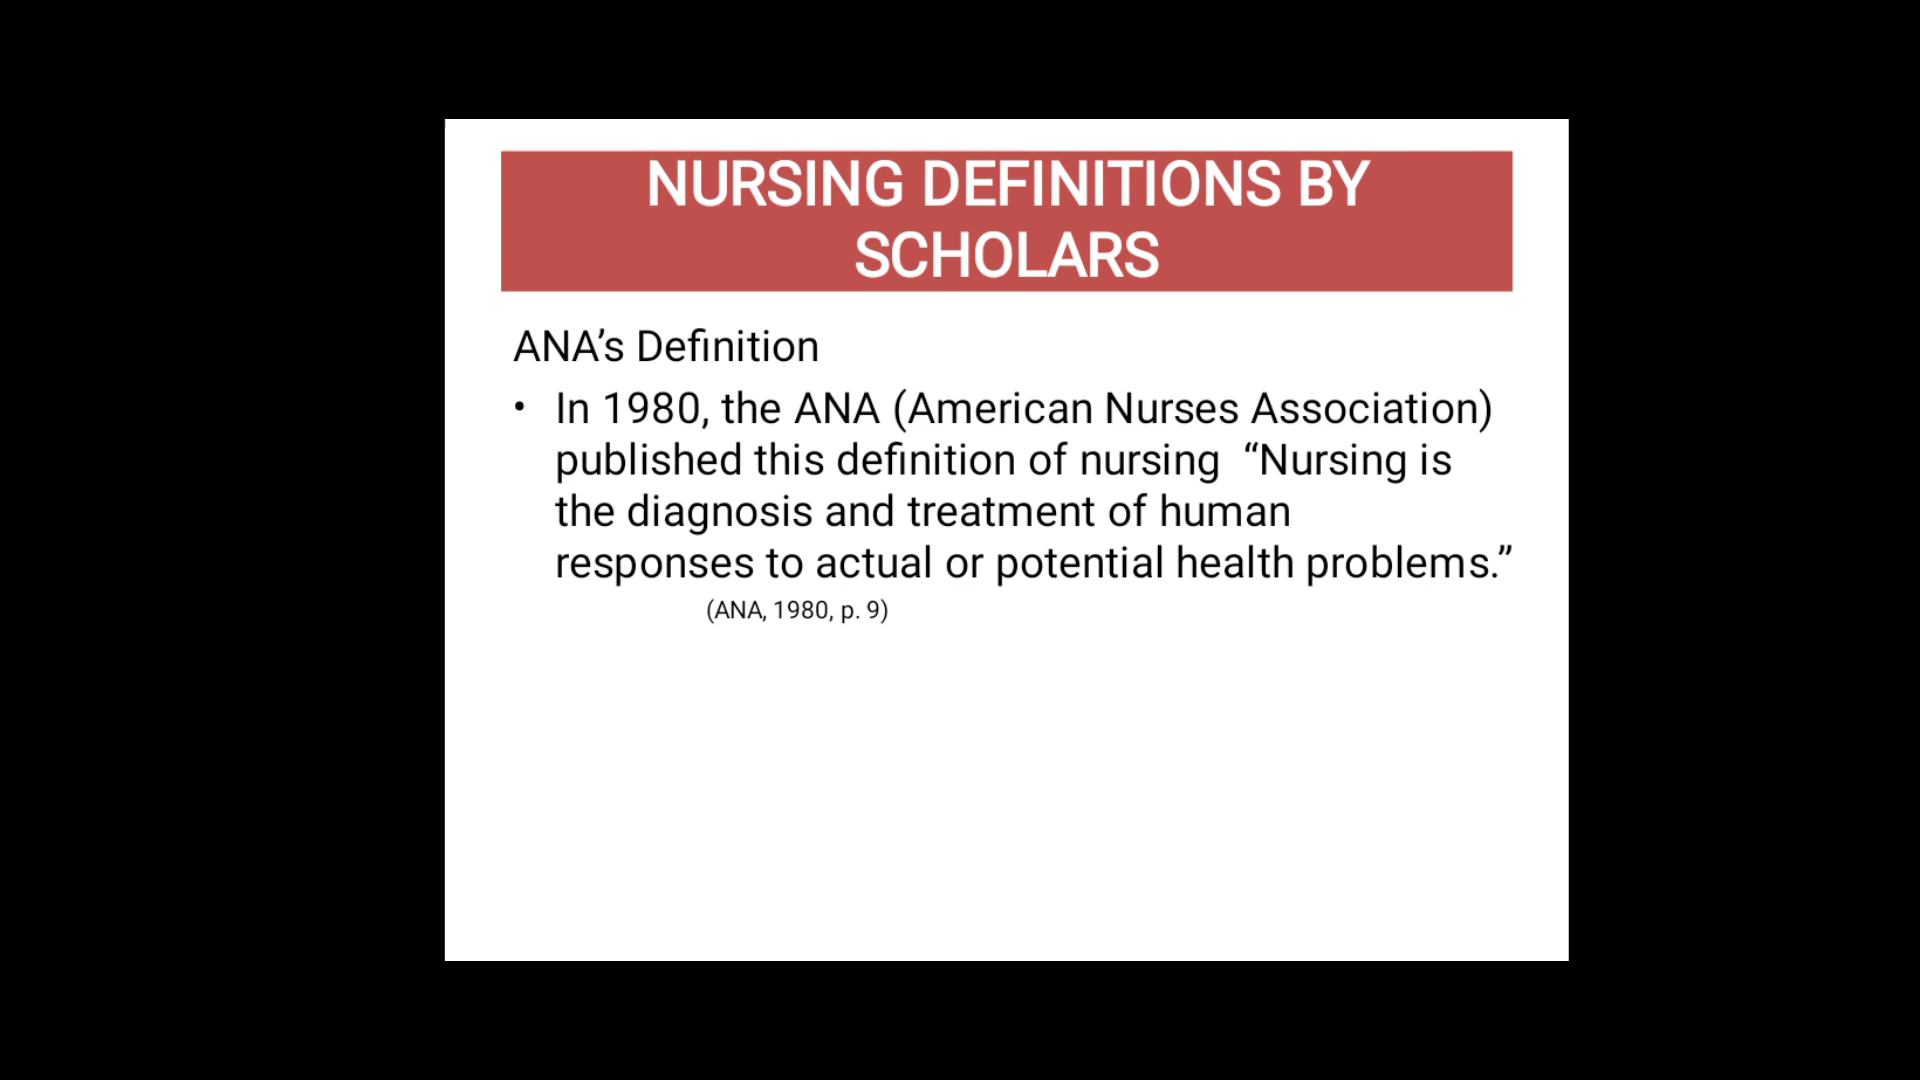 NURSING DEFINITIONS BY
SCHOLARS
ANA’s Definition
• In 1980, the ANA (American Nurses Association)
published this definition of nursing “Nursing is
the diagnosis and treatment of human
responses to actual or potential health problems.”
(ANA, 1980, p. 9)